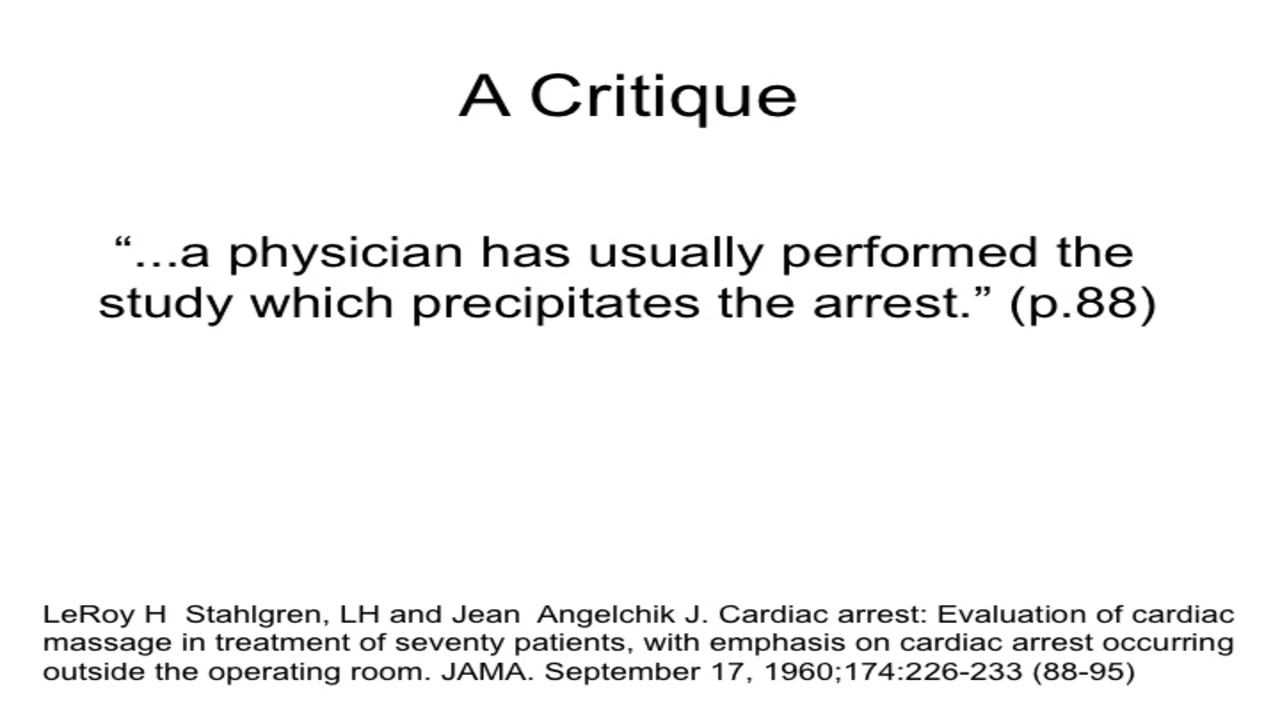 A Critique
“...a physician has usually performed the
study which precipitates the arrest.” (p.88)
LeRoy H  Stahlgren, LH and Jean  Angelchik J. Cardiac arrest: Evaluation of cardiac
massage in treatment of seventy patients, with emphasis on cardiac arrest occurring
outside the operating room. JAMA. September 17, 1960;174:226-233 (88-95)